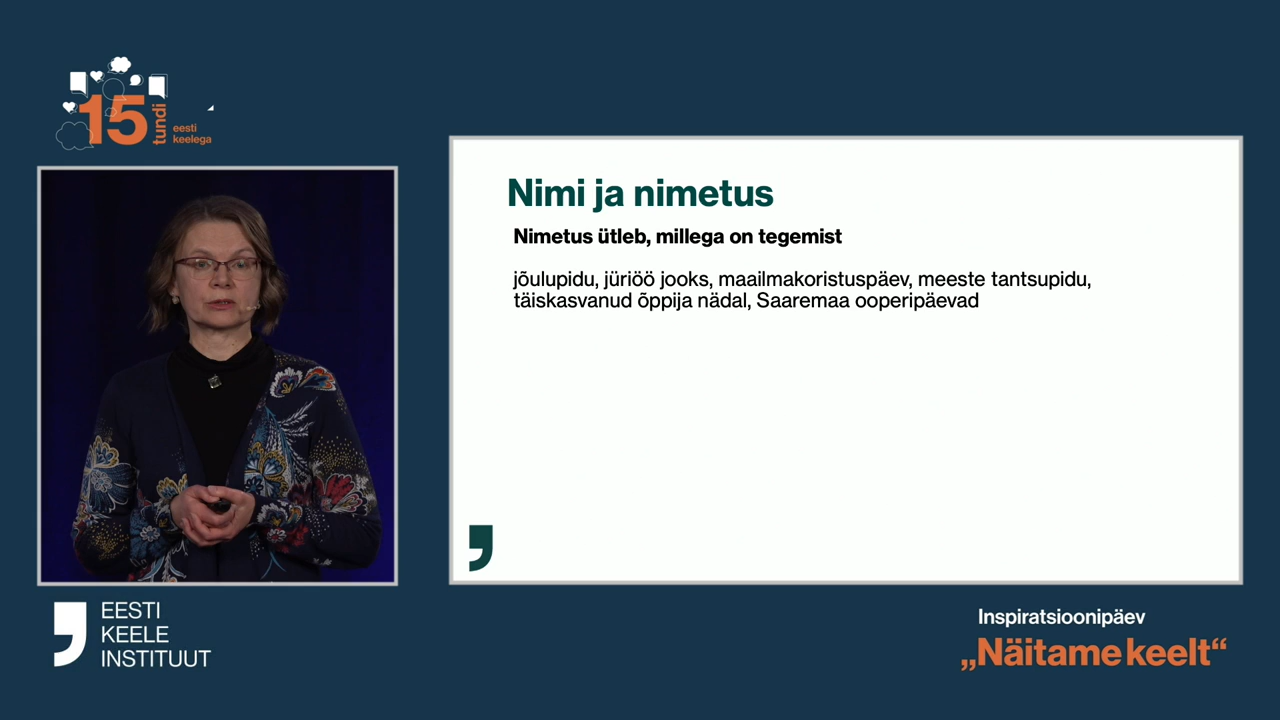 15
tundi
eesti
keelega
Nimi ja nimetus
Nimetus ütleb, millega on tegemist
jõulupidu, jüriöö jooks, maailmakoristuspäev, meeste tantsupidu,
täiskasvanud õppija nädal, Saaremaa ooperipäevad
EESTI
KEELE
INSTITUUT
Inspiratsioonipäev
„Näitame keelt“